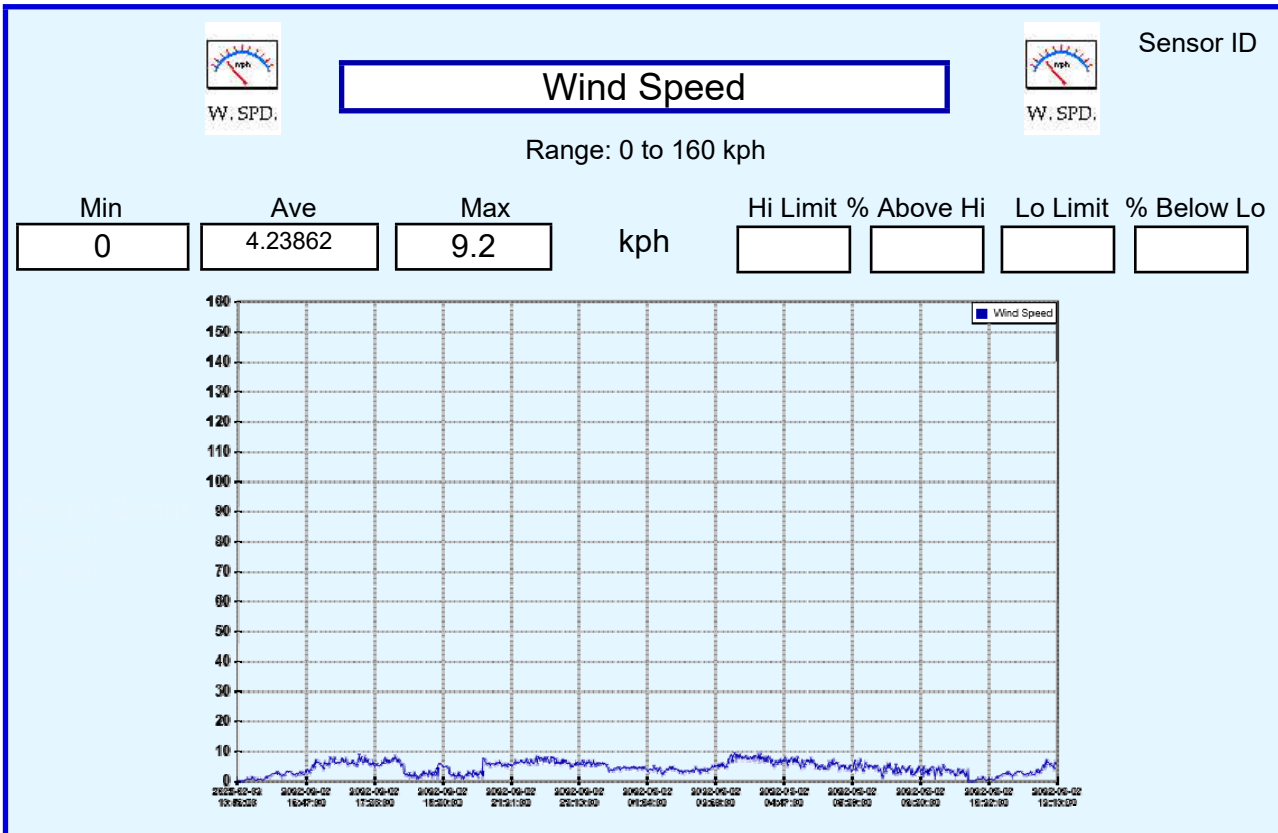 Sensor ID
mph
W. SPD.
Wind Speed
mph
W. SPD.
Range: 0 to 160 kph
Min Ave Max Hi Limit % Above Hi Lo Limit % Below Lo
0 4.23862 9.2 kph
Wind Speed
160
150
140
130
120
110
100
90
80
70
60
50
40
30
20
10
0